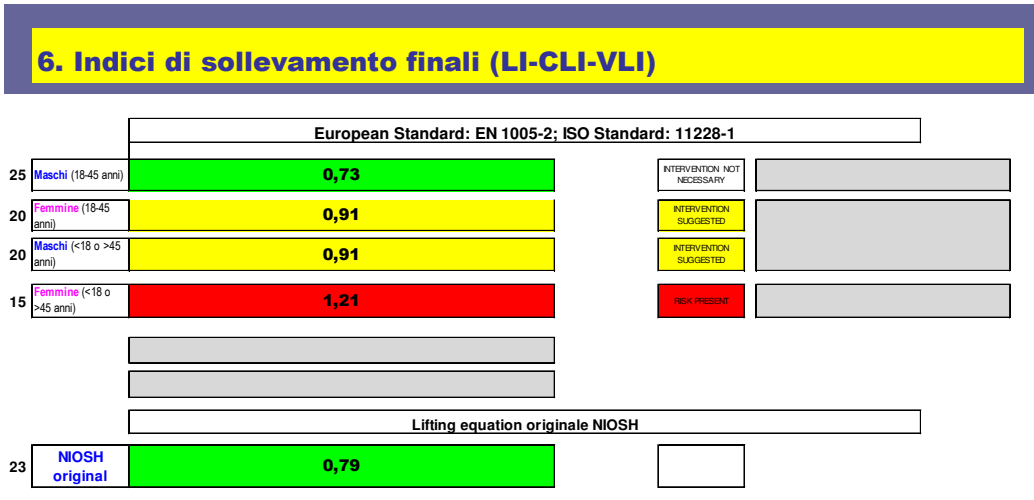 6. Indici di sollevamento finali (LI-CLI-VLI)
European Standard: EN 1005-2; ISO Standard: 11228-1
25 Maschi (18-45 anni) 0,73 INTERVENTION NOT
NECESSARY
20 Femmine (18-45
anni) 0,91 INTERVENTION
SUGGESTED
20 Maschi (<18 o >45
anni) 0,91 INTERVENTION
SUGGESTED
15 Femmine (<18 o
>45 anni) 1,21 RISK PRESENT
Lifting equation originale NIOSH
23 NIOSH
original 0,79